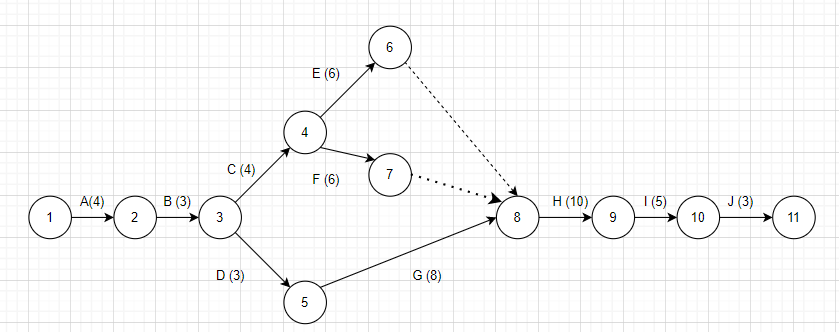 6
E (6)
4
C (4)
F (6)
7
1
A(4)
2
B (3)
3
8
H (10)
9
I (5)
10
J (3)
11
D (3)
G (8)
5